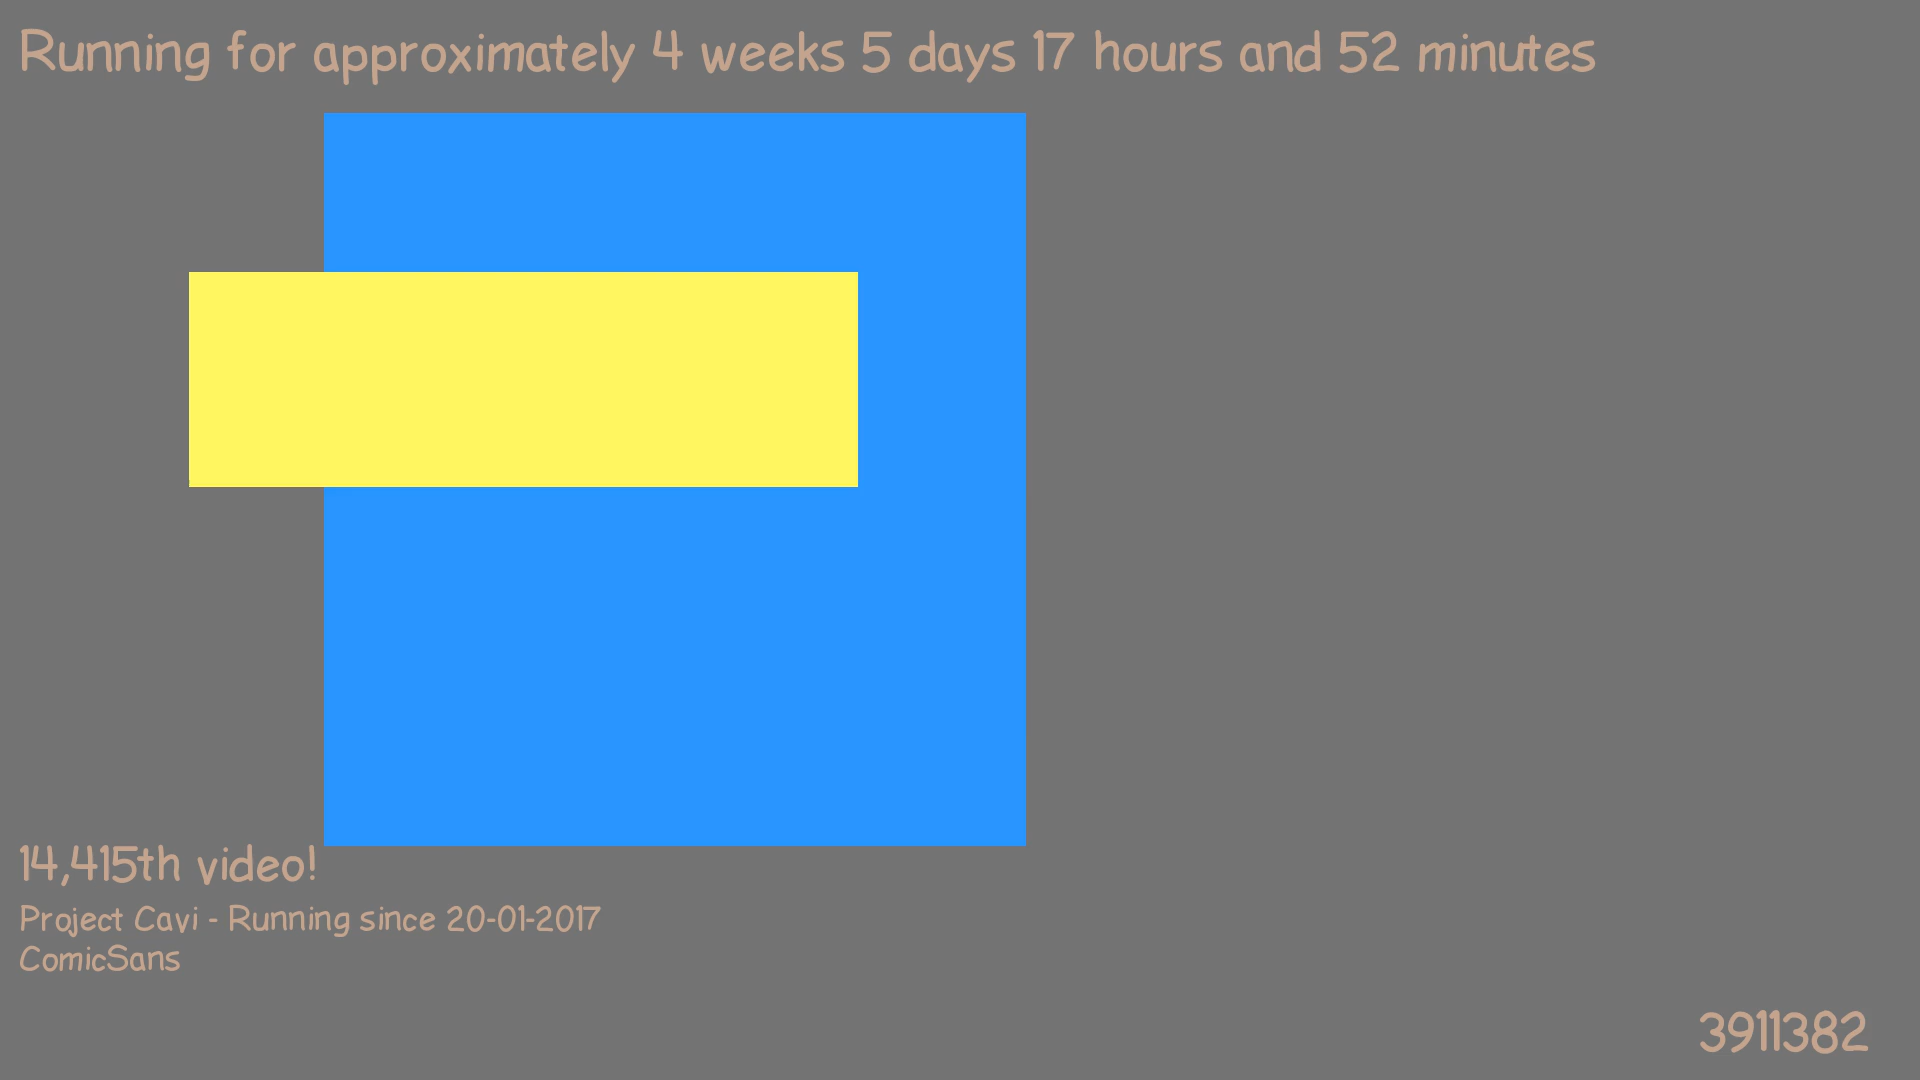 Running for approximately 4 weeks 5 days 17 hours and 52 minutes
14,415th video!
Project Cavi - Running since 20-01-2017
ComicSans
3911382